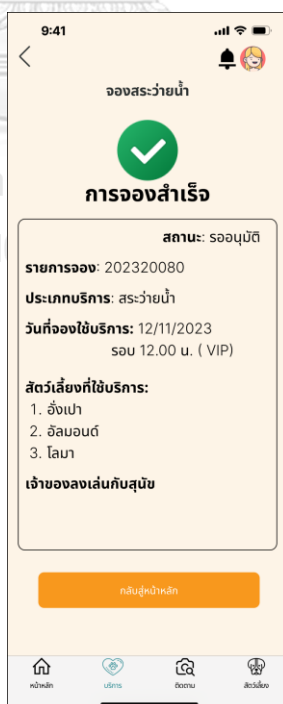 9:41
จองสระว่ายน้ำ
การจองสำเร็จ
สถานะ: รออนุมัติ
รายการจอง: 202320080
ประเภทบริการ: สระว่ายน้ำ
วันที่จองใช้บริการ: 12/11/2023
รอบ 12.00 น. ( VIP)
สัตว์เลี้ยงที่ใช้บริการ:
1. อั่งเปา
2. อัลมอนด์
3. โลมา
เจ้าของลงเล่นกับสุนัข
กลับสู่หน้าหลัก
หน้าหลัก บริการ ติดตาม สัตว์เลี้ยง